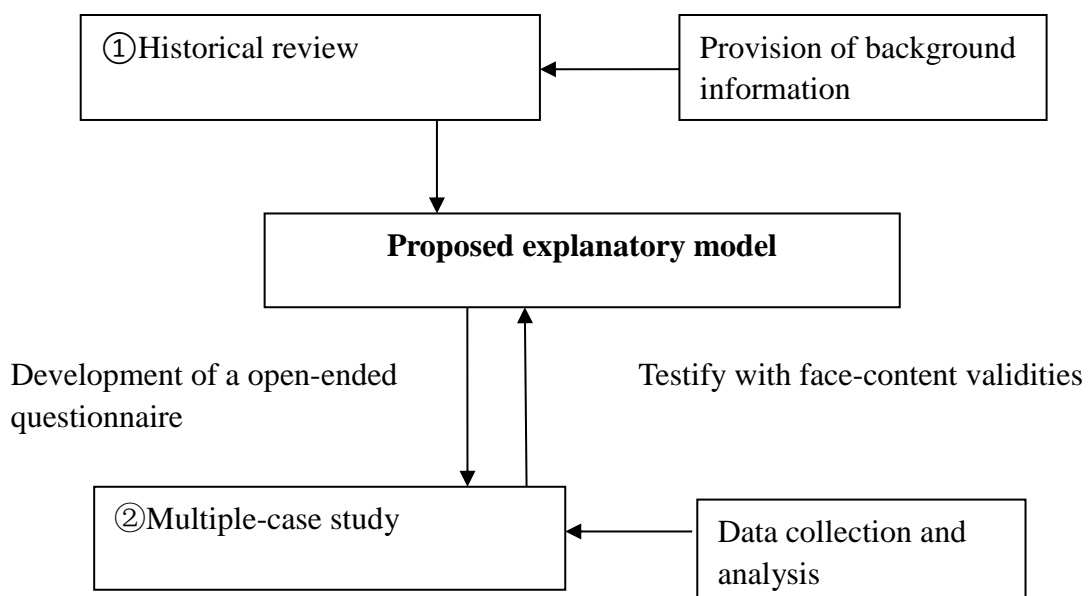 ①Historical review
Provision of background
information
Proposed explanatory model
Development of a open-ended
questionnaire
Testify with face-content validities
②Multiple-case study
Data collection and
analysis